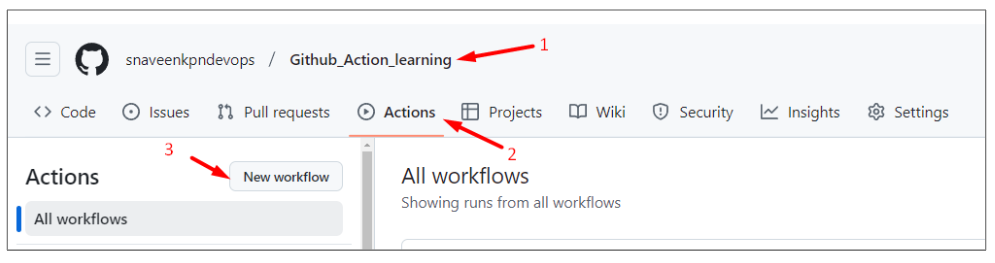 snaveenkpndevops / Github_Action_learning 1
<> Code Issues Pull requests Actions Projects Wiki Security Insights Settings
3 2
Actions New workflow All workflows
Showing runs from all workflows
All workflows